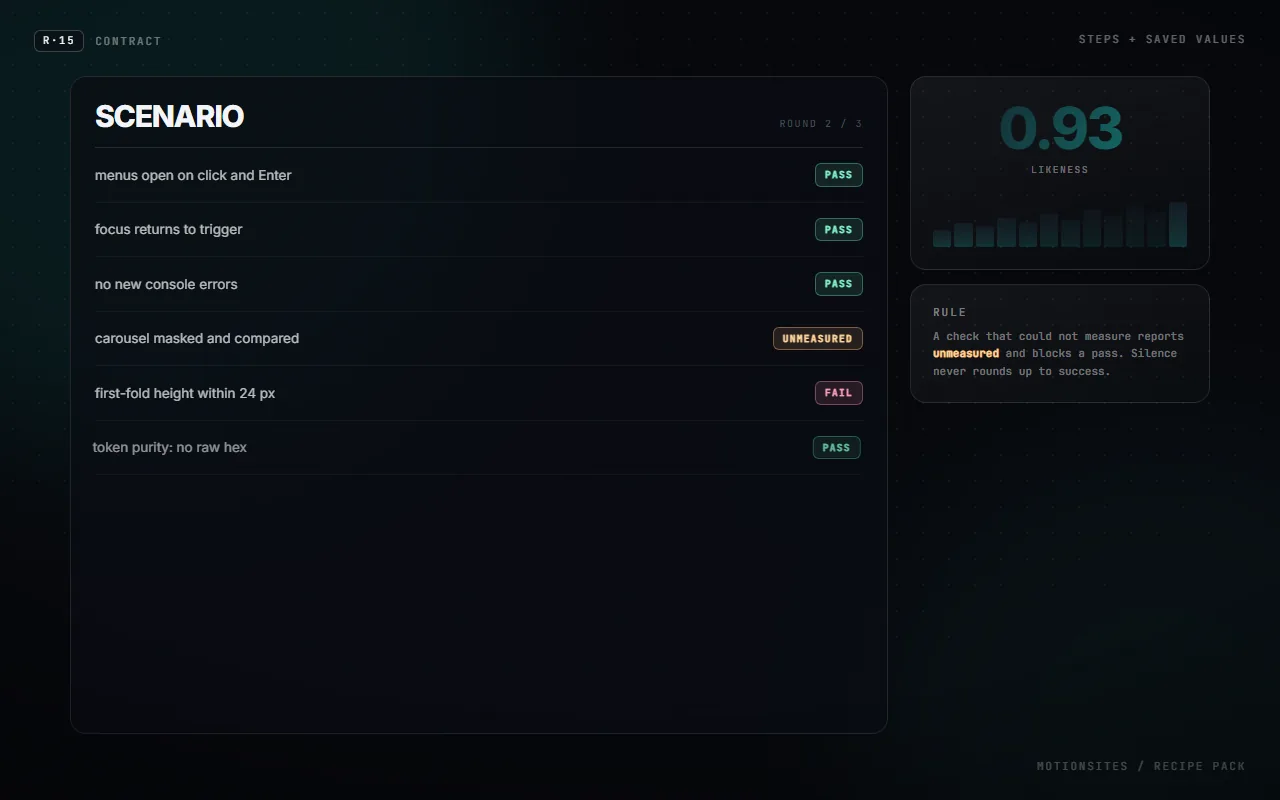 R·15 CONTRACT
STEPS + SAVED VALUES
SCENARIO
ROUND 2 / 3
menus open on click and Enter PASS
focus returns to trigger PASS
no new console errors PASS
carousel masked and compared UNMEASURED
first-fold height within 24 px FAIL
token purity: no raw hex PASS
0.93
LIKENESS
RULE
A check that could not measure reports
unmeasured and blocks a pass. Silence
never rounds up to success.
MOTIONSITES / RECIPE PACK